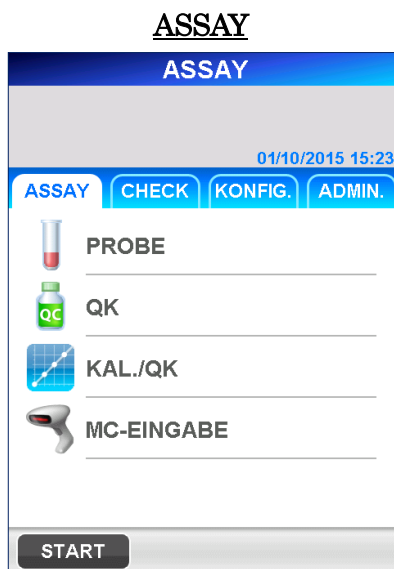 ASSAY
ASSAY
01/10/2015 15:23
ASSAY CHECK KONFIG. ADMIN.
PROBE
QC QK
KAL./QK
MC-EINGABE
START